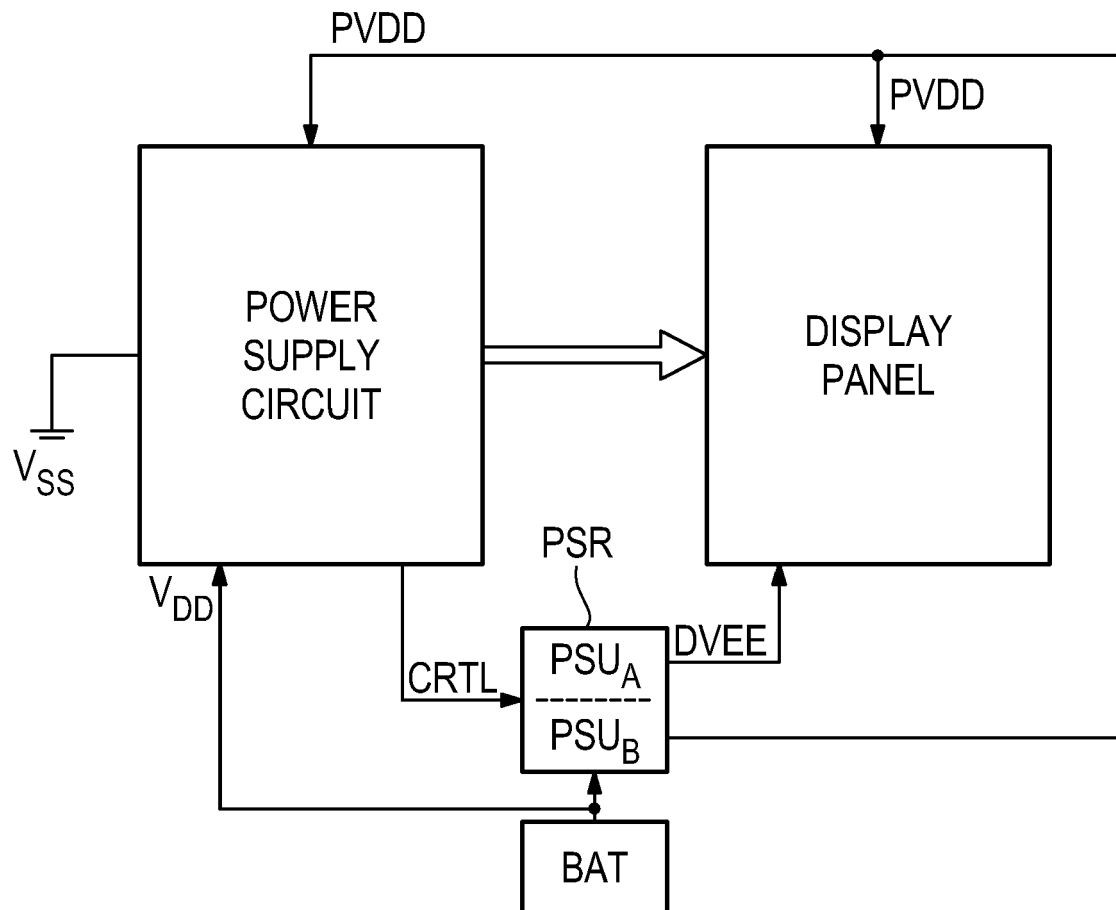 PVDD
PVDD
POWER
SUPPLY
CIRCUIT
DISPLAY
PANEL
VSS
PSR
VDD
DVEE
PSUA
CRTL
PSUB
BAT